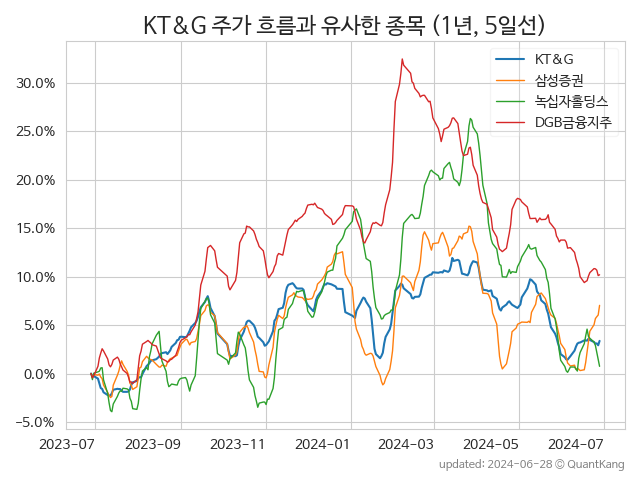 KT&G 주가 흐름과 유사한 종목 (1년, 5일선)
KT&G
삼성증권
녹십자홀딩스
DGB금융지주
30.0%
25.0%
20.0%
15.0%
10.0%
5.0%
0.0%
-5.0%
2023-07 2023-09 2023-11 2024-01 2024-03 2024-05 2024-07
updated: 2024-06-28 @ QuantKang